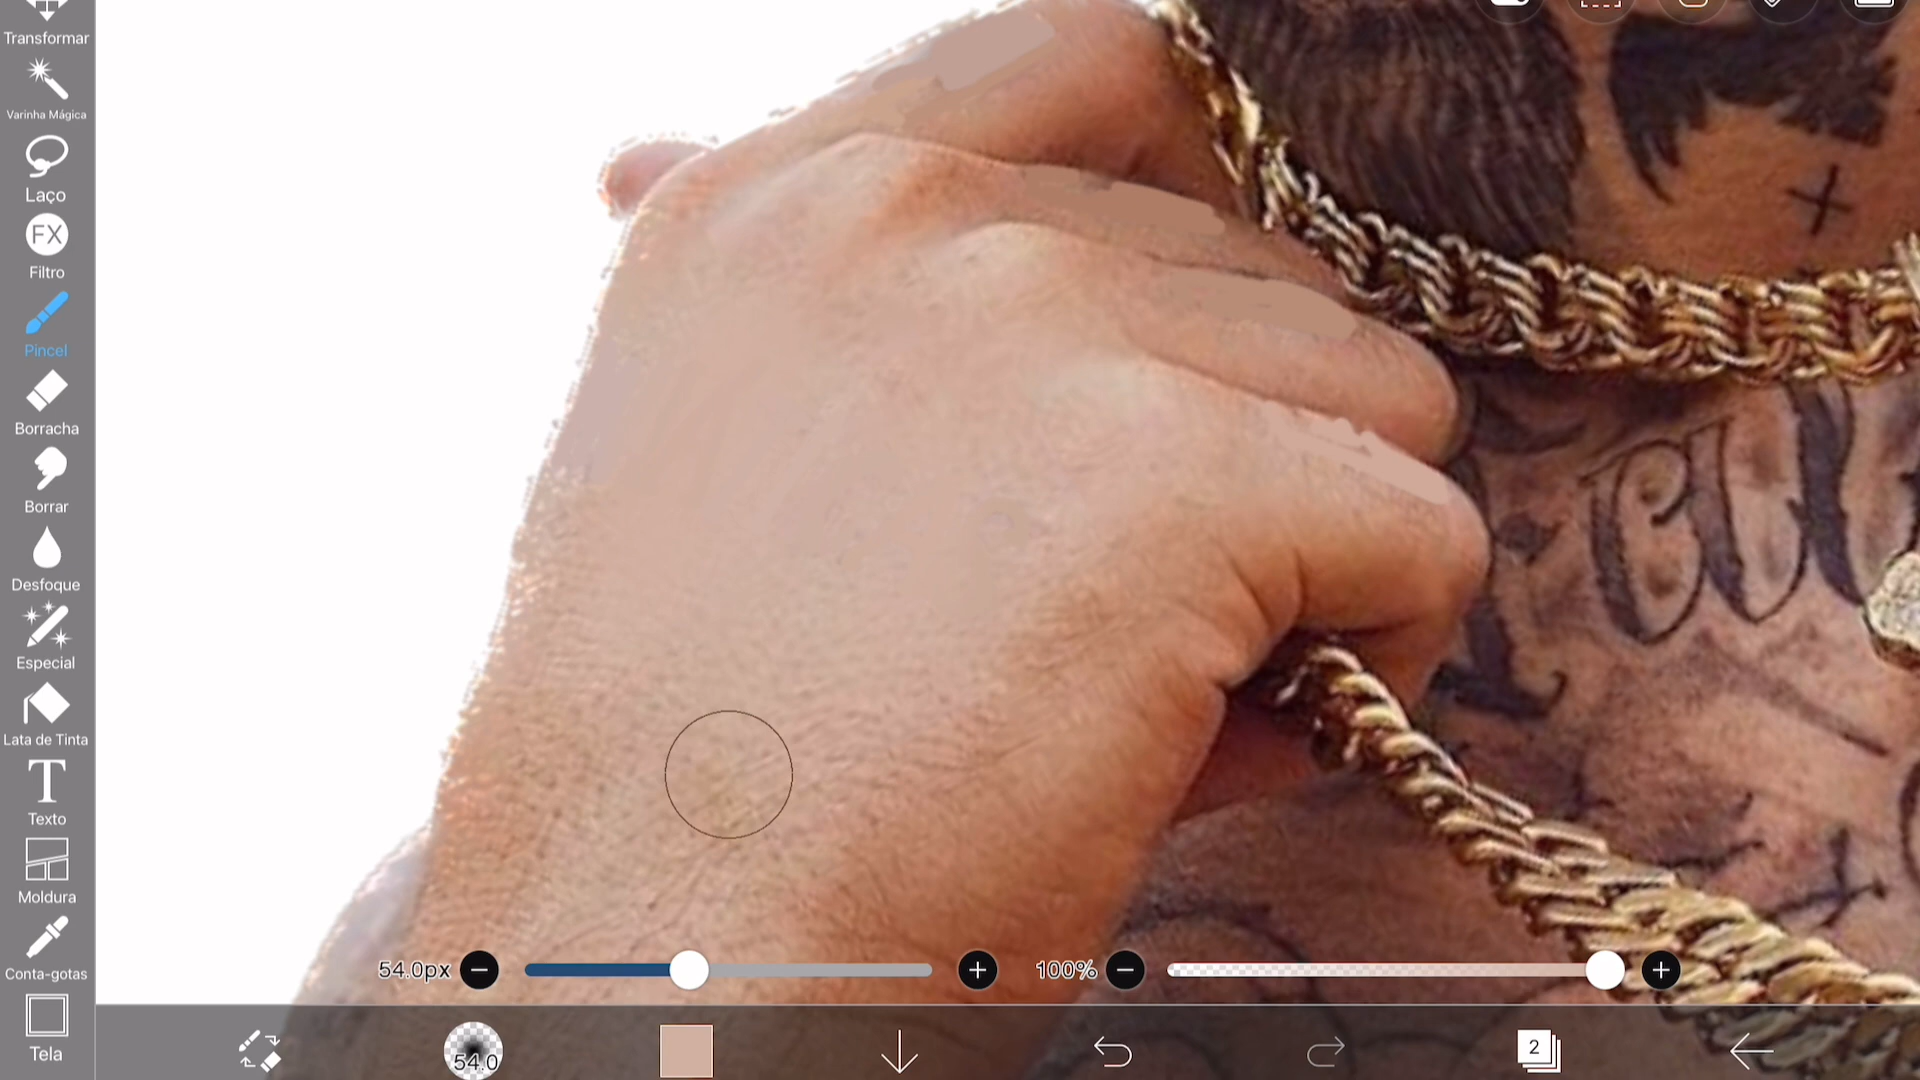 Transformar
Varinha Mágica
Laço
FX
Filtro
Pincel
Borracha
Borrar
Desfoque
Especial
Lata de Tinta
T
Texto
Moldura
Conta-gotas
Tela
54.0px
100%
54.0
2